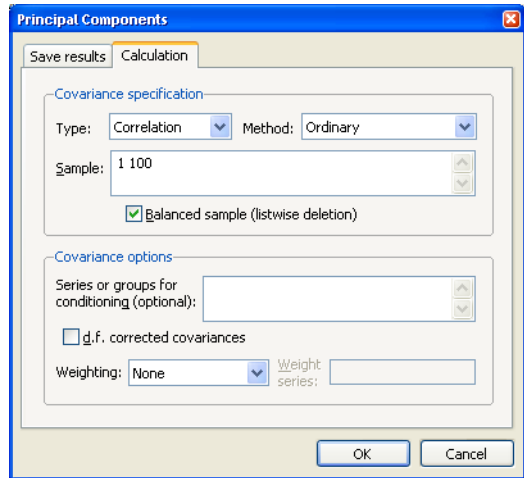 Principal Components
Save results Calculation
Covariance specification
Type: Correlation Method: Ordinary
Sample: 1 100
Balanced sample (listwise deletion)
Covariance options
Series or groups for
conditioning (optional):
d.f. corrected covariances
Weighting: None Weight
series:
OK Cancel